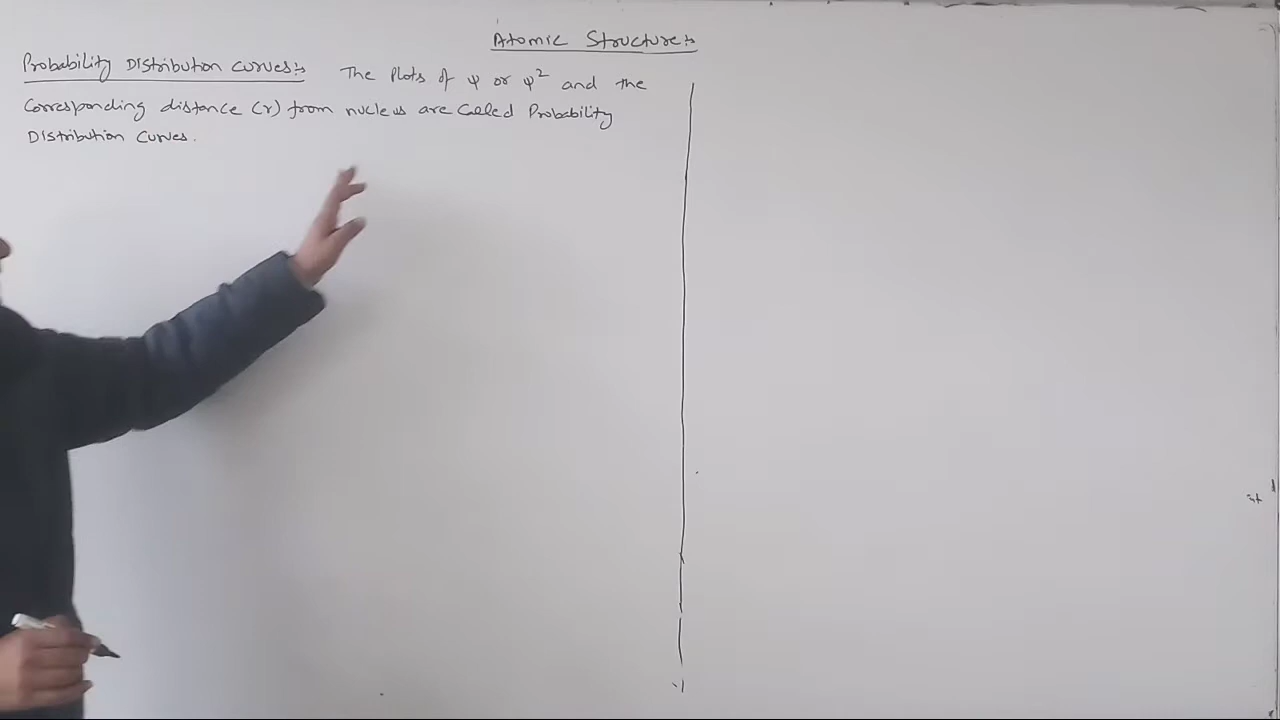 Atomic Structure:-
Probability Distribution Curves:- The Plots of ψ or ψ² and the
Corresponding distance (r) from nucleus are Called Probability
Distribution Curves.